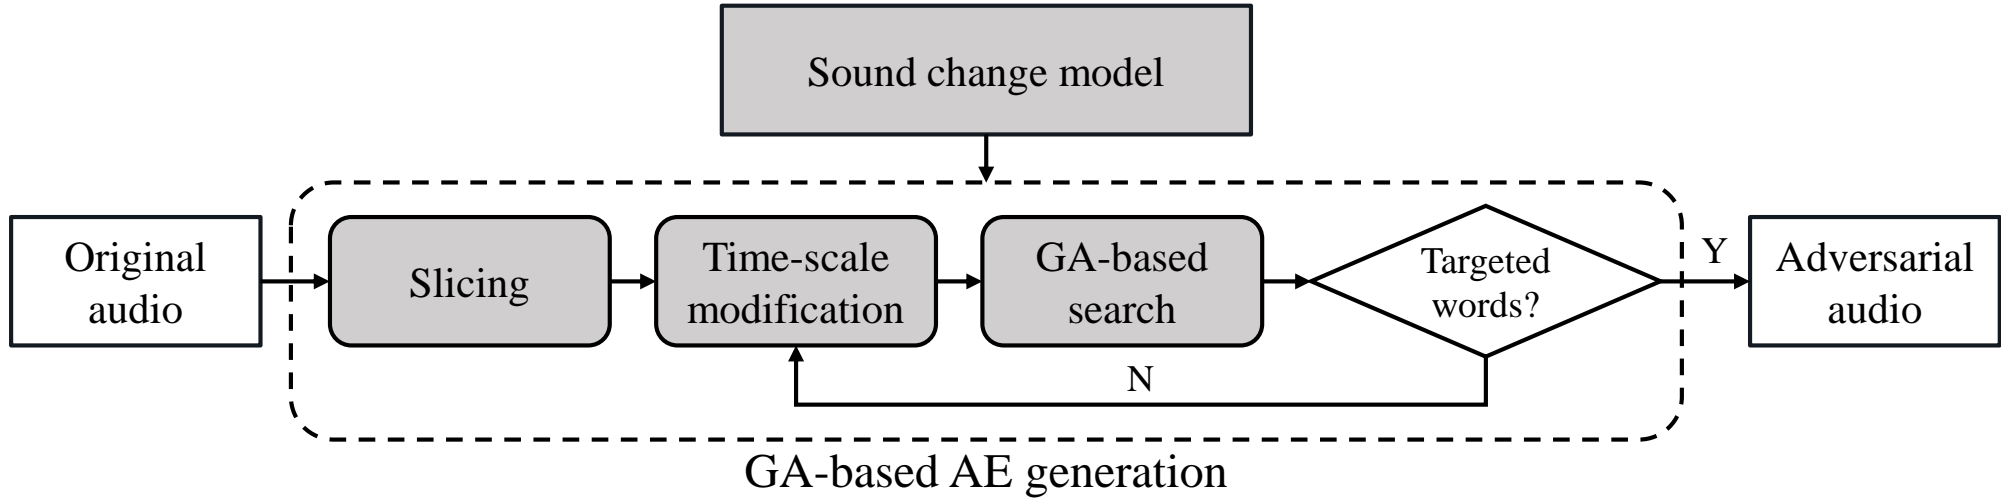 Sound change model
Original
audio
Slicing
Time-scale
modification
GA-based
search
Targeted
words?
Y
Adversarial
audio
N
GA-based AE generation